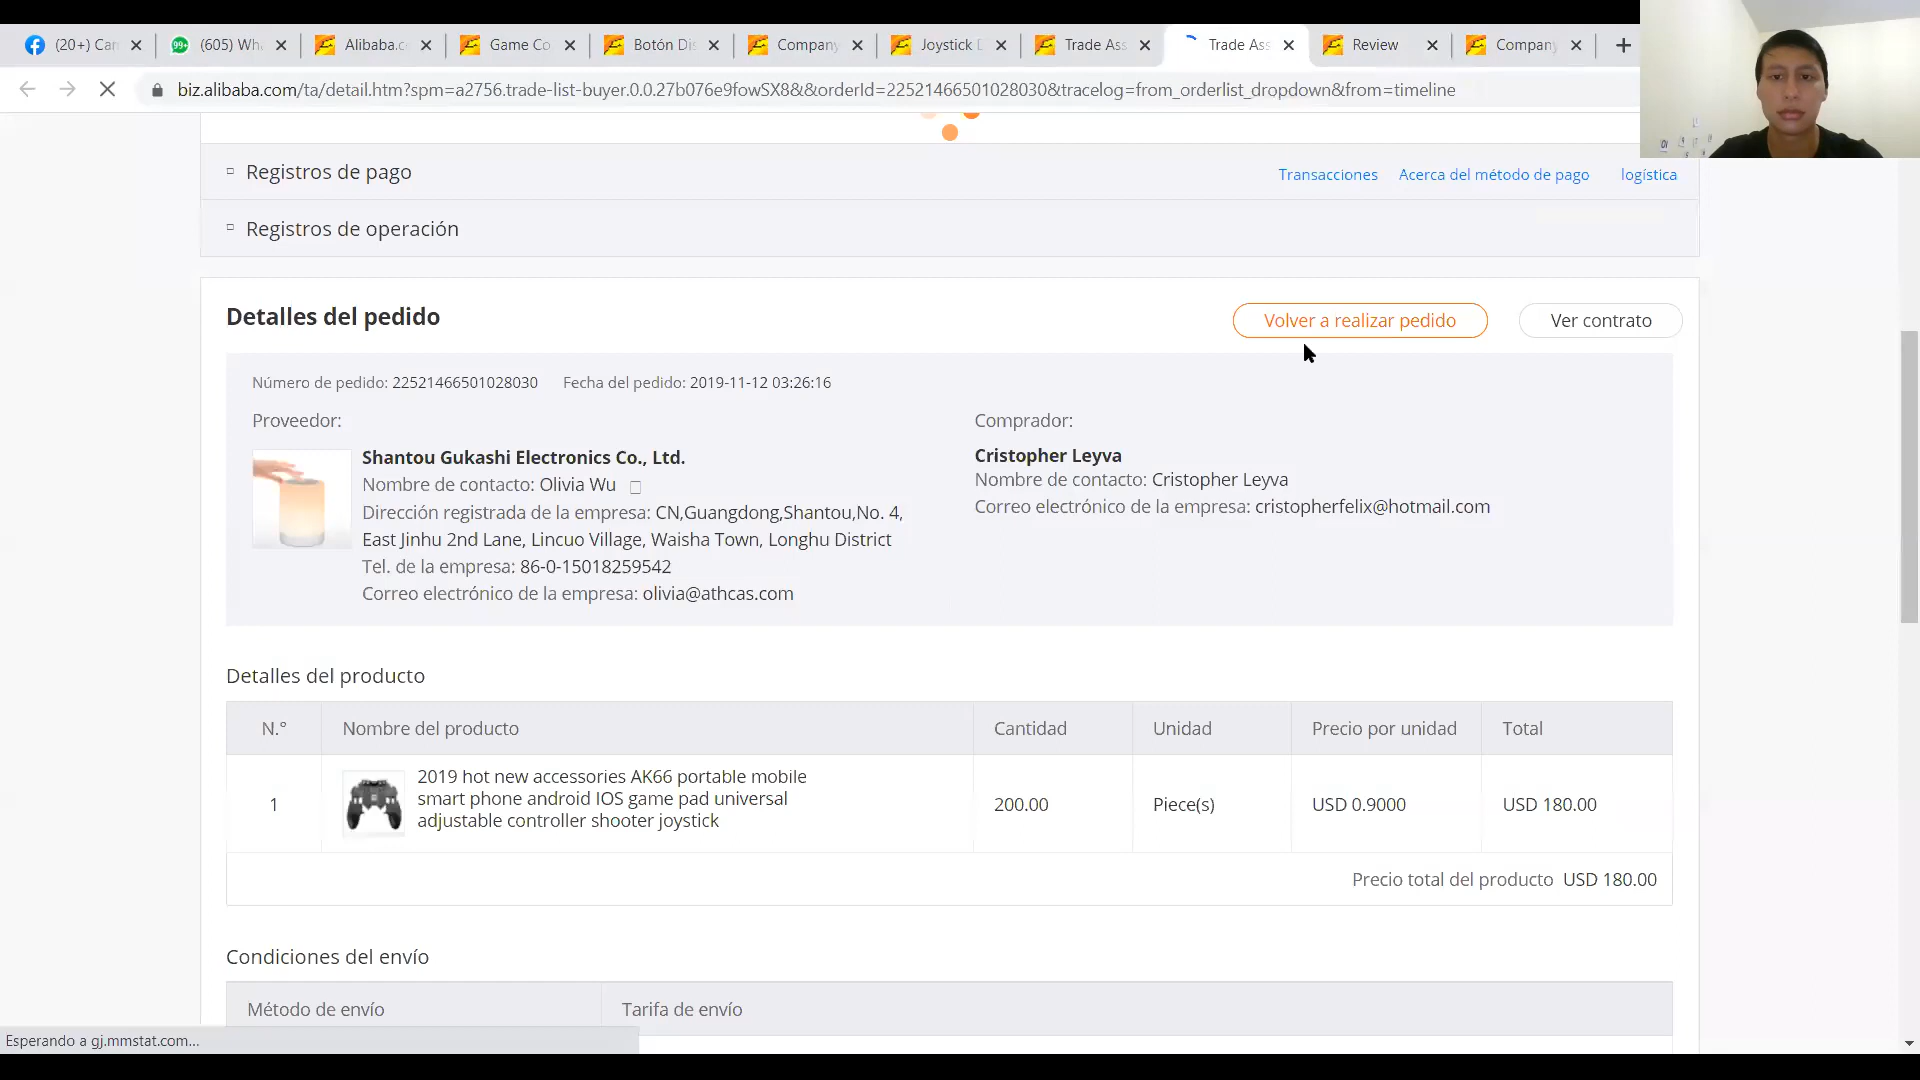 (20+) Car
99+
(605) Wh
Alibaba.c
Game Co
Botón Di
Company
Joystick
Trade Ass
Trade Ass
Review
Company
biz.alibaba.com/ta/detail.htm?spm=a2756.trade-list-buyer.0.0.27b076e9fowSX8&&orderId=22521466501028030&tracelog=from_orderlist_dropdown&from=timeline
Registros de pago
Transacciones Acerca del método de pago logística
Registros de operación
Detalles del pedido
Volver a realizar pedido
Ver contrato
Número de pedido: 22521466501028030 Fecha del pedido: 2019-11-12 03:26:16
Proveedor:
Shantou Gukashi Electronics Co., Ltd.
Nombre de contacto: Olivia Wu
Dirección registrada de la empresa: CN,Guangdong,Shantou,No. 4,
East Jinhu 2nd Lane, Lincuo Village, Waisha Town, Longhu District
Tel. de la empresa: 86-0-15018259542
Correo electrónico de la empresa: olivia@athcas.com
Comprador:
Cristopher Leyva
Nombre de contacto: Cristopher Leyva
Correo electrónico de la empresa: cristopherfelix@hotmail.com
Detalles del producto
N.° Nombre del producto Cantidad Unidad Precio por unidad Total
1
2019 hot new accessories AK66 portable mobile
smart phone android IOS game pad universal
adjustable controller shooter joystick
200.00 Piece(s) USD 0.9000 USD 180.00
Precio total del producto USD 180.00
Condiciones del envío
Método de envío Tarifa de envío
Esperando a gj.mmstat.com...